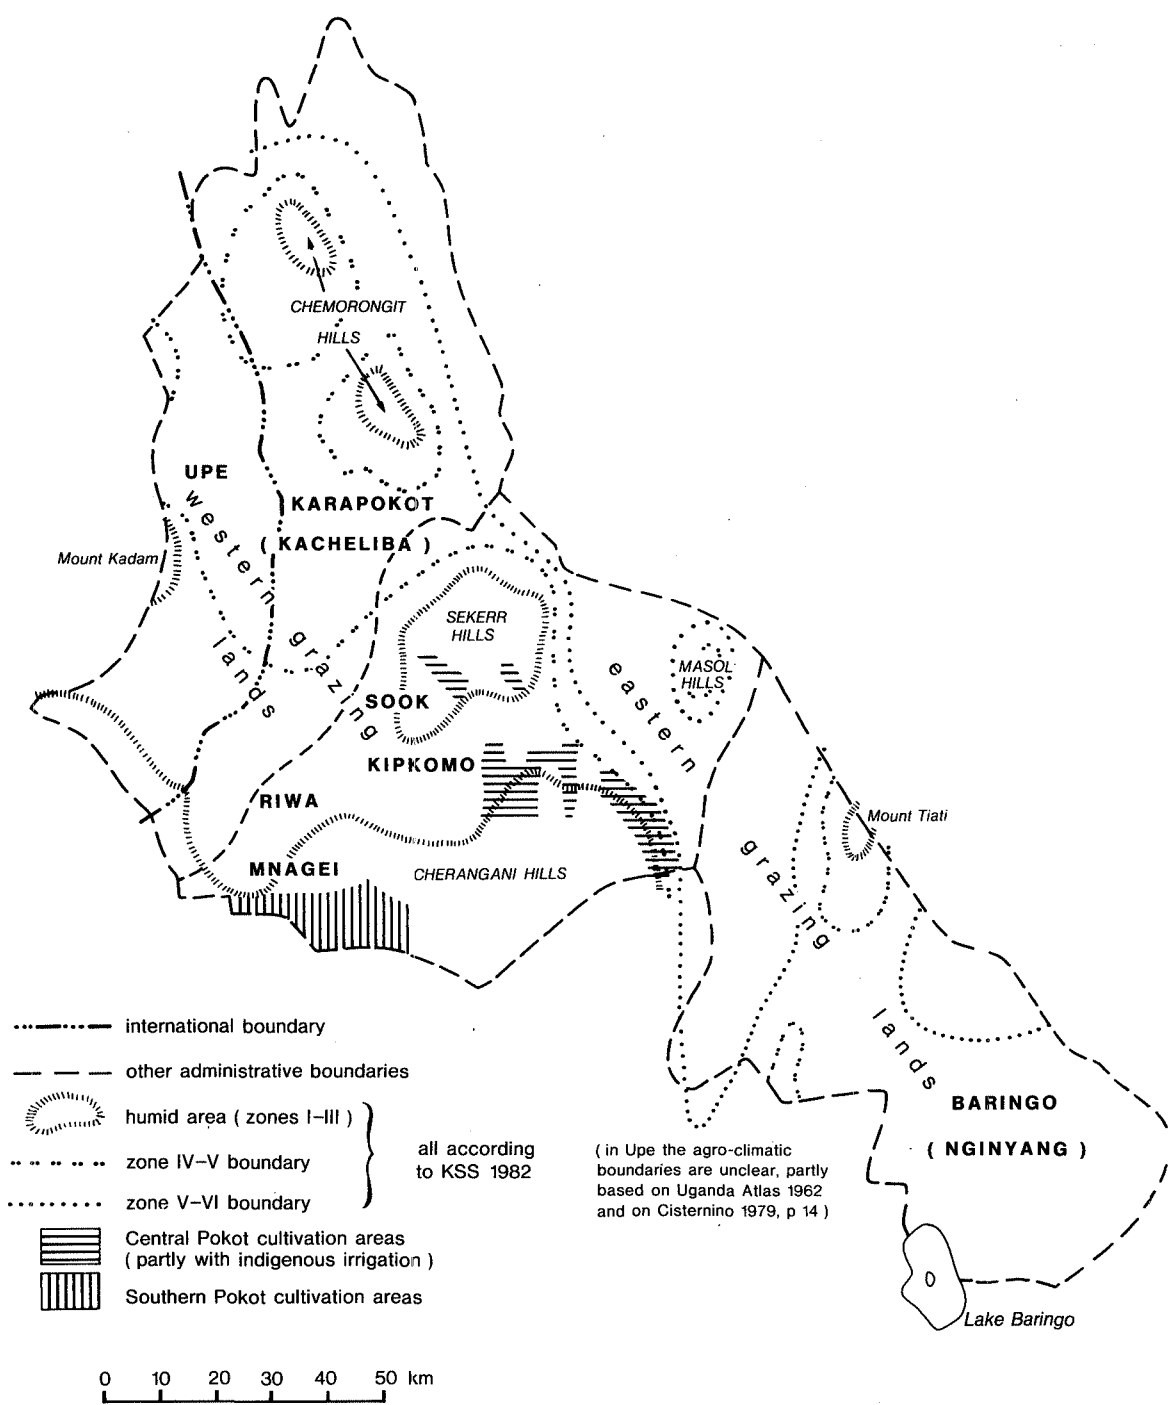 CHEMORONGIT
HILLS
UPE
western
grazing
lands
KARAPOKOT
( KACHELIBA )
Mount Kadam
SEKERR
HILLS
MASOL
HILLS
eastern
grazing
lands
SOOK
KIPKOMO
RIWA
MNAGEI
CHERANGANI HILLS
Mount Tiati
BARINGO
( NGINYANG )
Lake Baringo
international boundary
other administrative boundaries
humid area ( zones I–III )
zone IV–V boundary
zone V–VI boundary
all according
to KSS 1982
Central Pokot cultivation areas
( partly with indigenous irrigation )
Southern Pokot cultivation areas
( in Upe the agro-climatic
boundaries are unclear, partly
based on Uganda Atlas 1962
and on Cisternino 1979, p 14 )
0 10 20 30 40 50 km